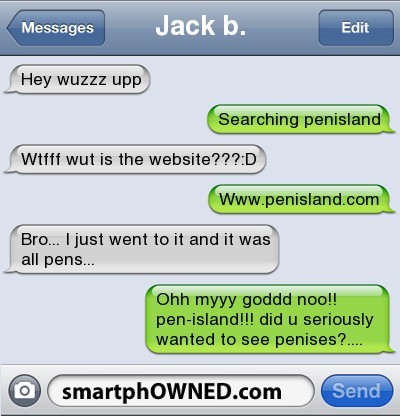 Messages
Jack b.
Edit
Hey wuzzz upp
Searching penisland
Wtfff wut is the website???:D
Www.penisland.com
Bro... I just went to it and it was
all pens...
Ohh myyy goddd noo!!
pen-island!!! did u seriously
wanted to see penises?....
smartphOWNED.com
Send